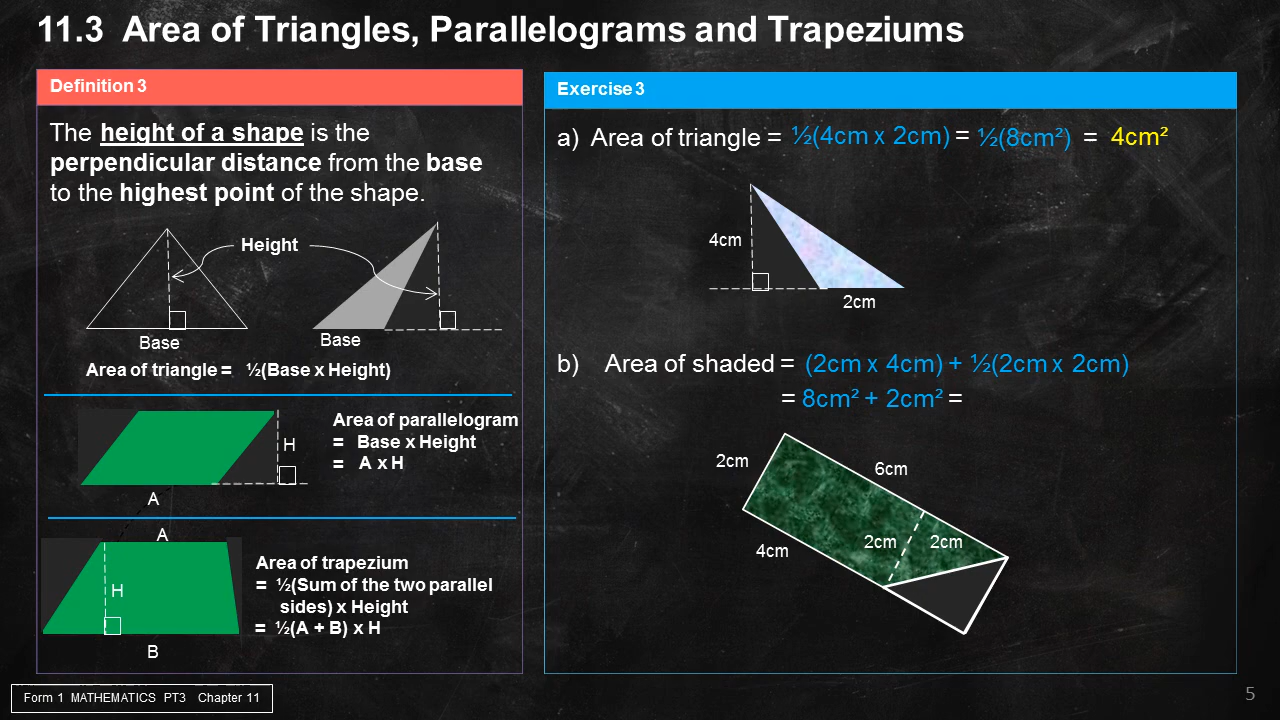 11.3 Area of Triangles, Parallelograms and Trapeziums
Definition 3
The height of a shape is the
perpendicular distance from the base
to the highest point of the shape.
Height
Base
Base
Area of triangle = ½(Base x Height)
Area of parallelogram
= Base x Height
= A x H
H
A
A
Area of trapezium
= ½(Sum of the two parallel
sides) x Height
= ½(A + B) x H
H
B
Exercise 3
a) Area of triangle = ½(4cm x 2cm) = ½(8cm²) = 4cm²
4cm
2cm
b) Area of shaded = (2cm x 4cm) + ½(2cm x 2cm)
= 8cm² + 2cm² =
2cm
6cm
2cm
2cm
4cm
Form 1 MATHEMATICS PT3 Chapter 11
5